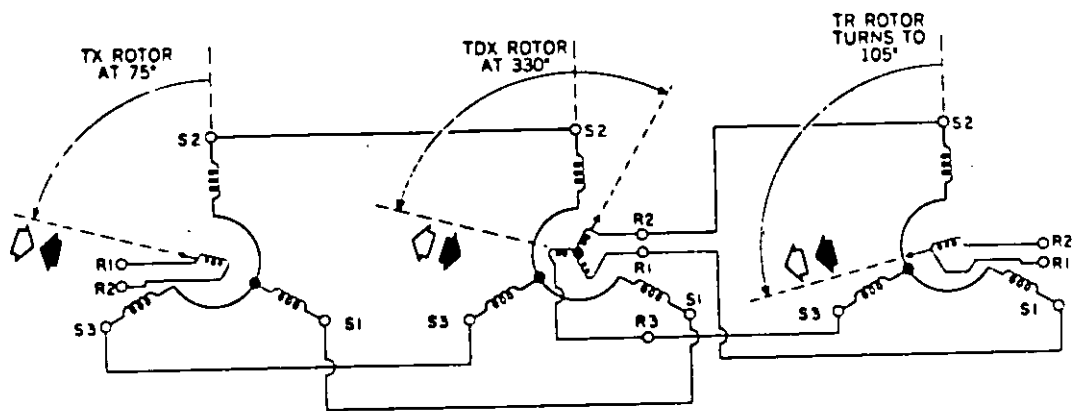 TX ROTOR
AT 75°
TDX ROTOR
AT 330°
TR ROTOR
TURNS TO
105°
S2
S2
S2
R1
R2
S3
S1
R2
R1
S3
S1
R3
R2
R1
S3
S1